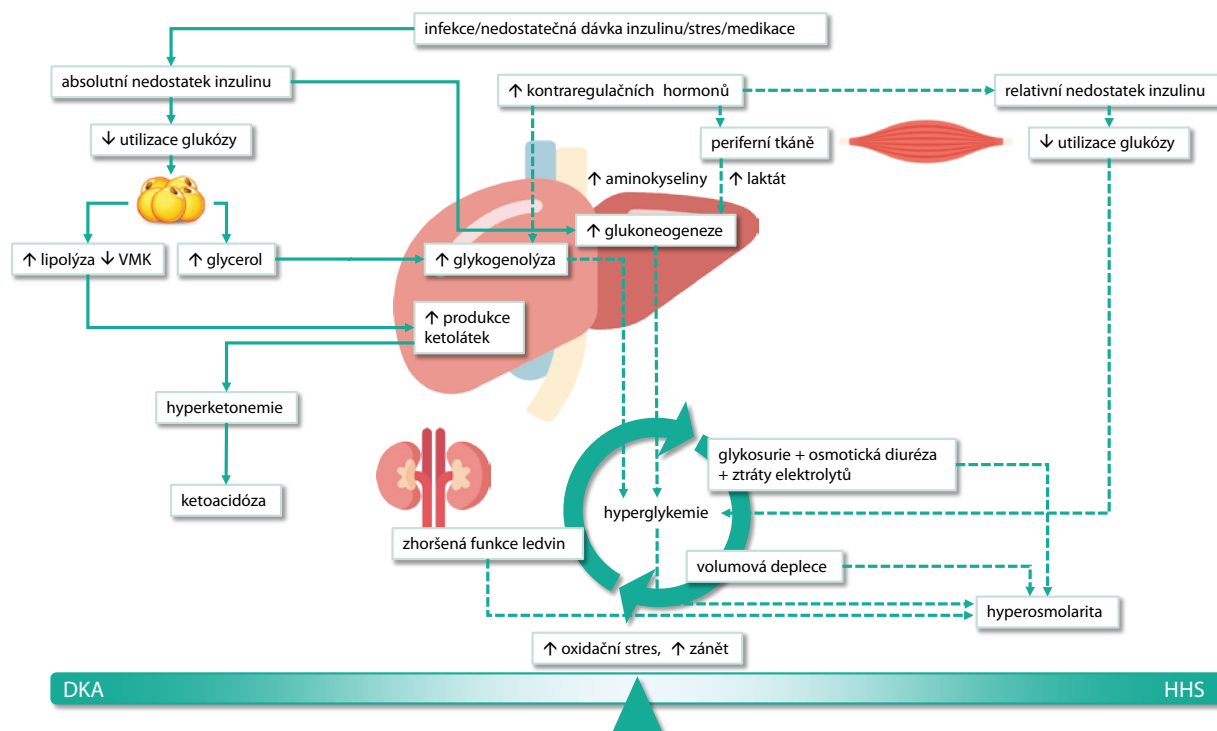 infekce/nedostatečná dávka inzulinu/stres/medikace
absolutní nedostatek inzulinu
↑ kontraregulačních hormonů
relativní nedostatek inzulinu
↓ utilizace glukózy
periferní tkáně
↓ utilizace glukózy
↑ aminokyseliny
↑ laktát
↑ glukoneogeneze
↑ lipolýza ↓ VMK
↑ glycerol
↑ glykogenolýza
↑ produkce
ketolátek
hyperketonemie
glykosurie + osmotická diuréza
+ ztráty elektrolytů
ketoacidóza
hyperglykemie
zhoršená funkce ledvin
volumová deplece
hyperosmolarita
↑ oxidační stres, ↑ zánět
DKA
HHS